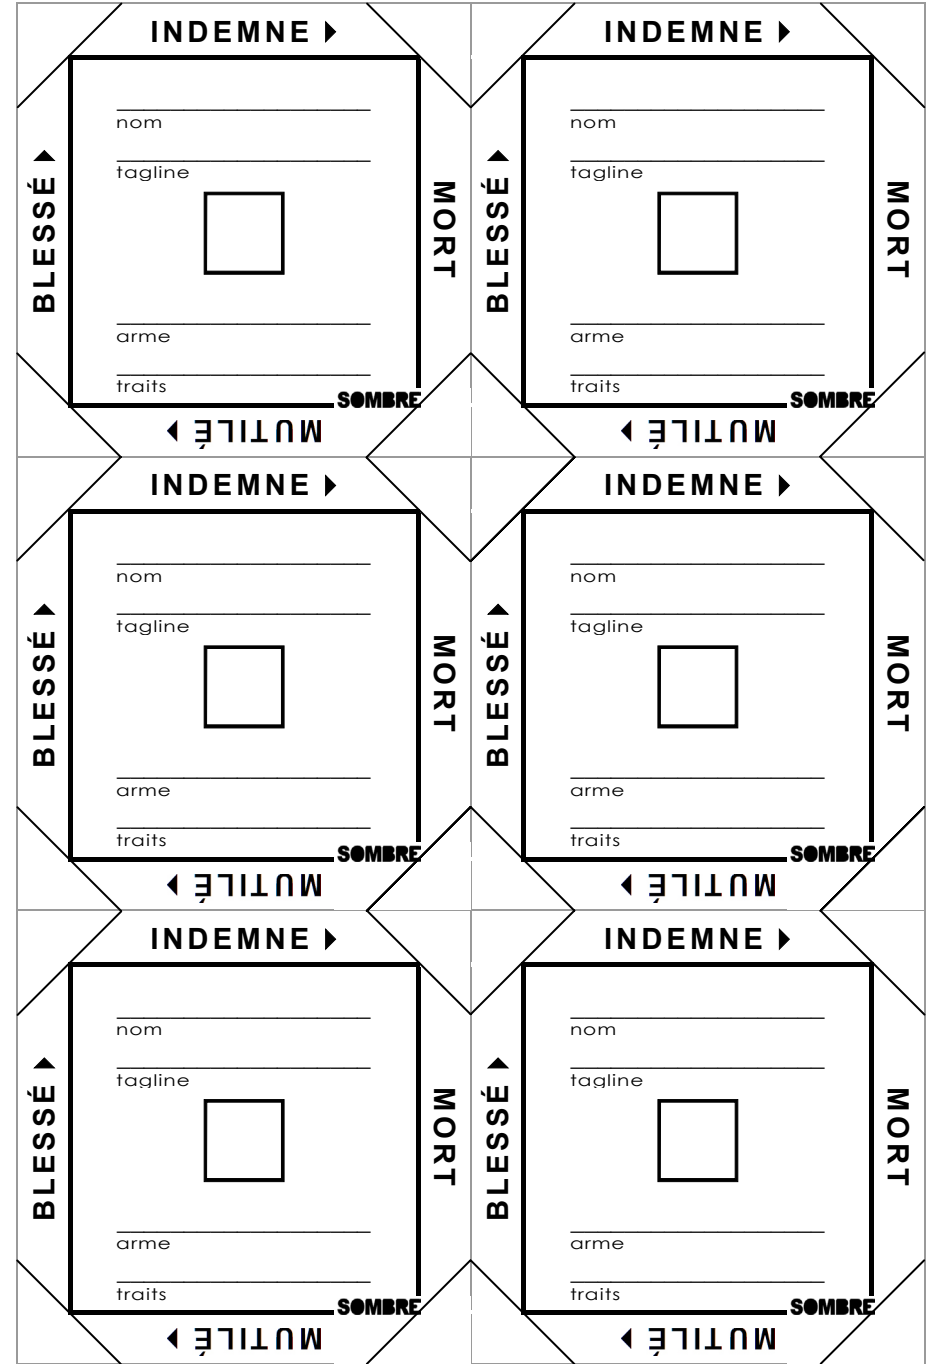 INDEMNE
nom
tagline
BLESSÉ
MORT
arme
traits
SOMBRE
MUTILÉ
INDEMNE
nom
tagline
BLESSÉ
MORT
arme
traits
SOMBRE
MUTILÉ
INDEMNE
nom
tagline
BLESSÉ
MORT
arme
traits
SOMBRE
MUTILÉ
INDEMNE
nom
tagline
BLESSÉ
MORT
arme
traits
SOMBRE
MUTILÉ
INDEMNE
nom
tagline
BLESSÉ
MORT
arme
traits
SOMBRE
MUTILÉ
INDEMNE
nom
tagline
BLESSÉ
MORT
arme
traits
SOMBRE
MUTILÉ